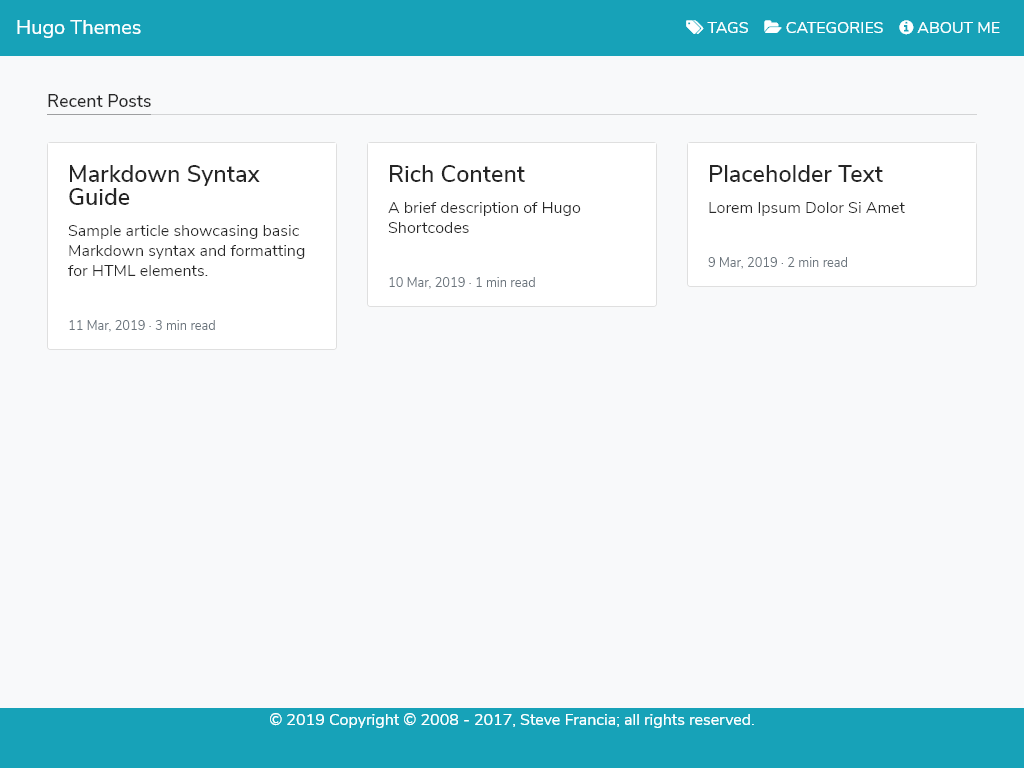 Hugo Themes
TAGS
CATEGORIES
ABOUT ME
Recent Posts
Markdown Syntax
Guide
Sample article showcasing basic
Markdown syntax and formatting
for HTML elements.
11 Mar, 2019 · 3 min read
Rich Content
A brief description of Hugo
Shortcodes
10 Mar, 2019 · 1 min read
Placeholder Text
Lorem Ipsum Dolor Si Amet
9 Mar, 2019 · 2 min read
© 2019 Copyright © 2008 - 2017, Steve Francia; all rights reserved.